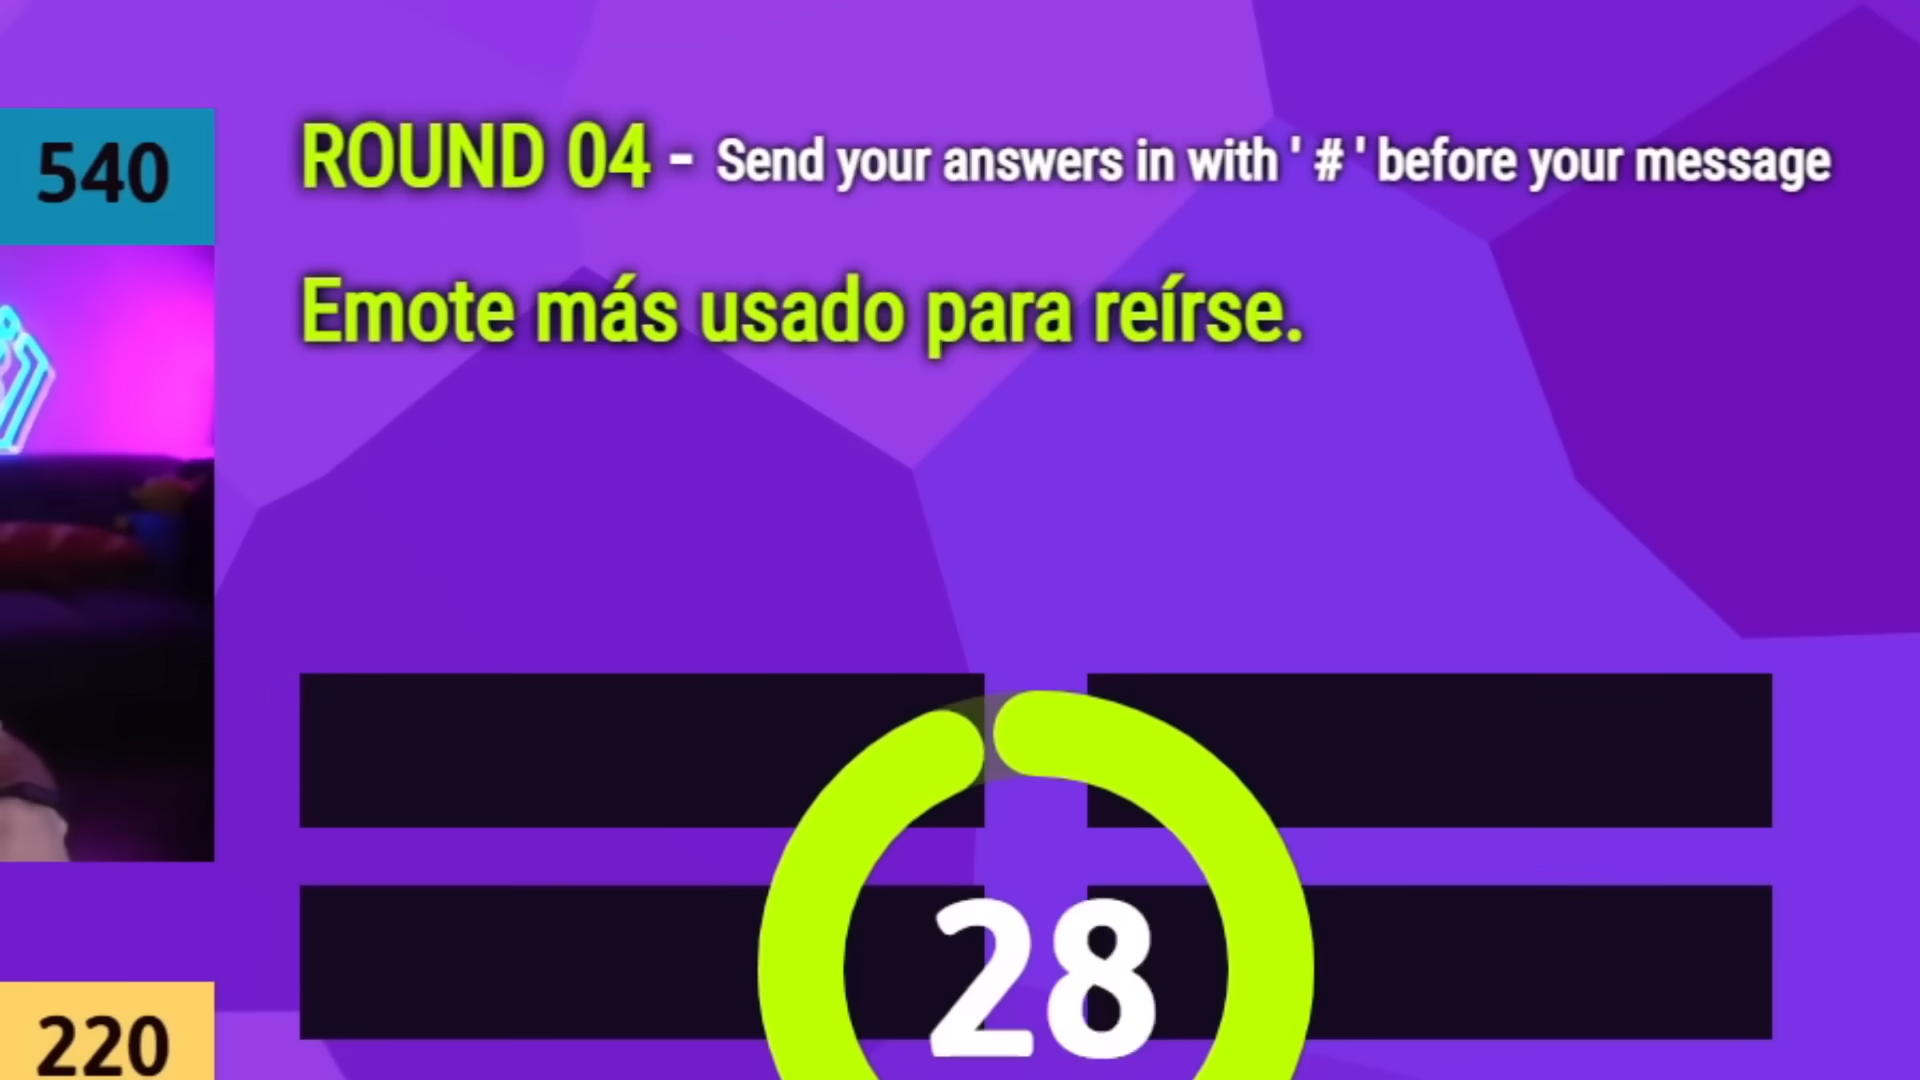 540
ROUND 04 - Send your answers in with ' # ' before your message
Emote más usado para reírse.
28
220